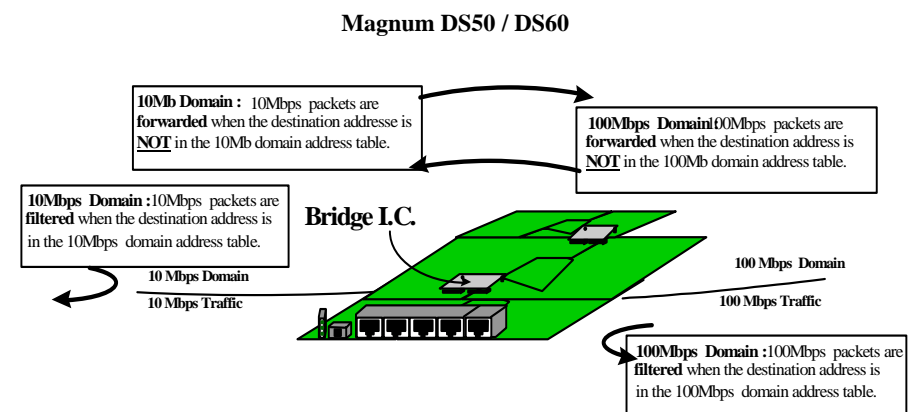 Magnum DS50 / DS60
10Mb Domain : 10Mbps packets are
forwarded when the destination addresse is
NOT in the 10Mb domain address table.
100Mbps Domain :100Mbps packets are
forwarded when the destination address is
NOT in the 100Mb domain address table.
10Mbps Domain :10Mbps packets are
filtered when the destination address is
in the 10Mbps domain address table.
Bridge I.C.
10 Mbps Domain
10 Mbps Traffic
100 Mbps Domain
100 Mbps Traffic
100Mbps Domain :100Mbps packets are
filtered when the destination address is
in the 100Mbps domain address table.